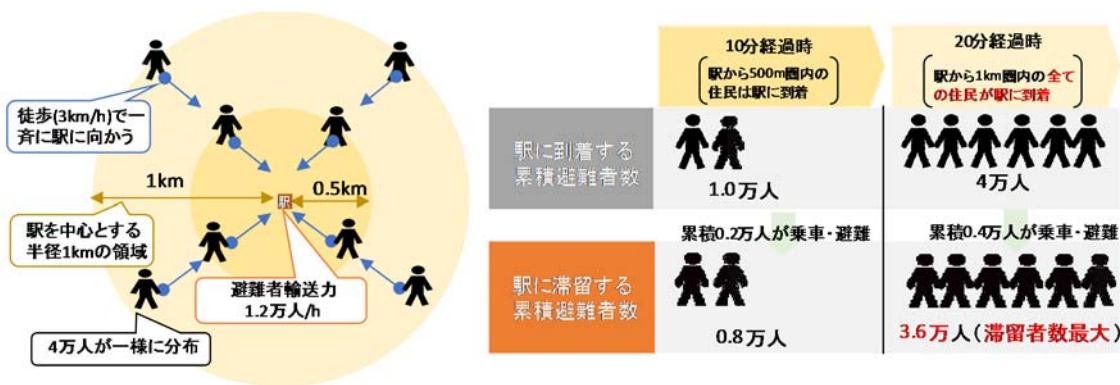 徒歩(3km/h)で一
斉に駅に向かう
1km
0.5km
駅
駅を中心とする
半径1kmの領域
避難者輸送力
1.2万人/h
4万人が一様に分布
10分経過時
駅から500m圏内の
住民は駅に到着
20分経過時
駅から1km圏内の全て
の住民が駅に到着
駅に到着する
累積避難者数
1.0万人
4万人
累積0.2万人が乗車・避難
累積0.4万人が乗車・避難
駅に滞留する
累積避難者数
0.8万人
3.6万人(滞留者数最大)